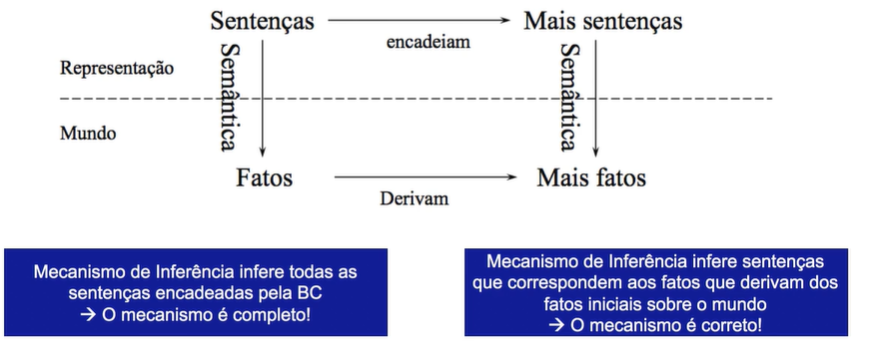 Sentenças
Mais sentenças
encadeiam
Semântica
Semântica
Representação
Mundo
Fatos
Mais fatos
Derivam
Mecanismo de Inferência infere todas as
sentenças encadeadas pela BC
→ O mecanismo é completo!
Mecanismo de Inferência infere sentenças
que correspondem aos fatos que derivam dos
fatos iniciais sobre o mundo
→ O mecanismo é correto!